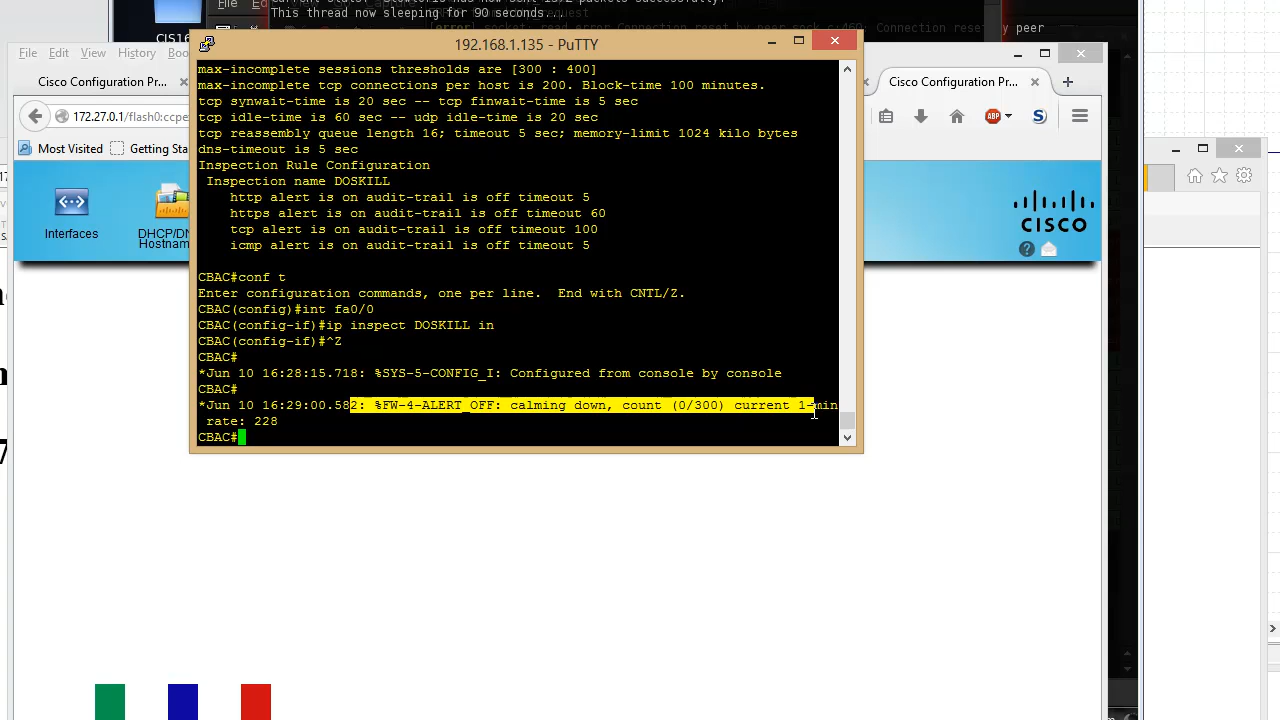 This thread now sleeping for 90 seconds...
Connection reset by peer
CIS16
192.168.1.135 - PuTTY
File Edit View History Boo
Cisco Configuration Pr... ×
Cisco Configuration Pr... ×
172.27.0.1/flash0:ccpe
Most Visited
Getting Sta
ABP
S
Interfaces
DHCP/DN
Hostnam
CISCO
max-incomplete sessions thresholds are [300 : 400]
max-incomplete tcp connections per host is 200. Block-time 100 minutes.
tcp synwait-time is 20 sec -- tcp finwait-time is 5 sec
tcp idle-time is 60 sec -- udp idle-time is 20 sec
tcp reassembly queue length 16; timeout 5 sec; memory-limit 1024 kilo bytes
dns-timeout is 5 sec
Inspection Rule Configuration
Inspection name DOSKILL
http alert is on audit-trail is off timeout 5
https alert is on audit-trail is off timeout 60
tcp alert is on audit-trail is off timeout 100
icmp alert is on audit-trail is off timeout 5
CBAC#conf t
Enter configuration commands, one per line.  End with CNTL/Z.
CBAC(config)#int fa0/0
CBAC(config-if)#ip inspect DOSKILL in
CBAC(config-if)#^Z
CBAC#
*Jun 10 16:28:15.718: %SYS-5-CONFIG_I: Configured from console by console
CBAC#
*Jun 10 16:29:00.582: %FW-4-ALERT_OFF: calming down, count (0/300) current 1-min
rate: 228
CBAC#